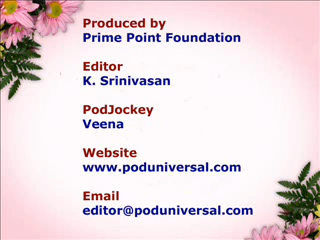 Produced by
Prime Point Foundation
Editor
K. Srinivasan
PodJockey
Veena
Website
www.poduniversal.com
Email
editor@poduniversal.com